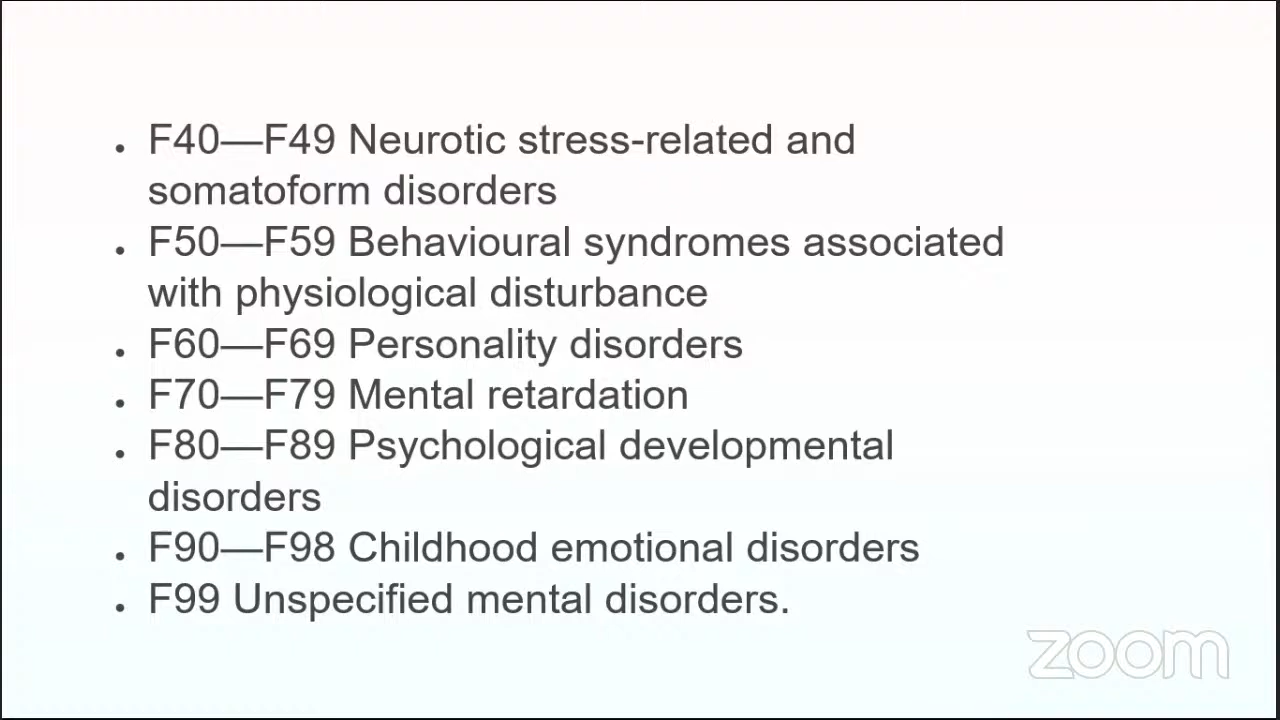 . F40—F49 Neurotic stress-related and
somatoform disorders
. F50—F59 Behavioural syndromes associated
with physiological disturbance
. F60—F69 Personality disorders
. F70—F79 Mental retardation
. F80—F89 Psychological developmental
disorders
. F90—F98 Childhood emotional disorders
. F99 Unspecified mental disorders.
zoom